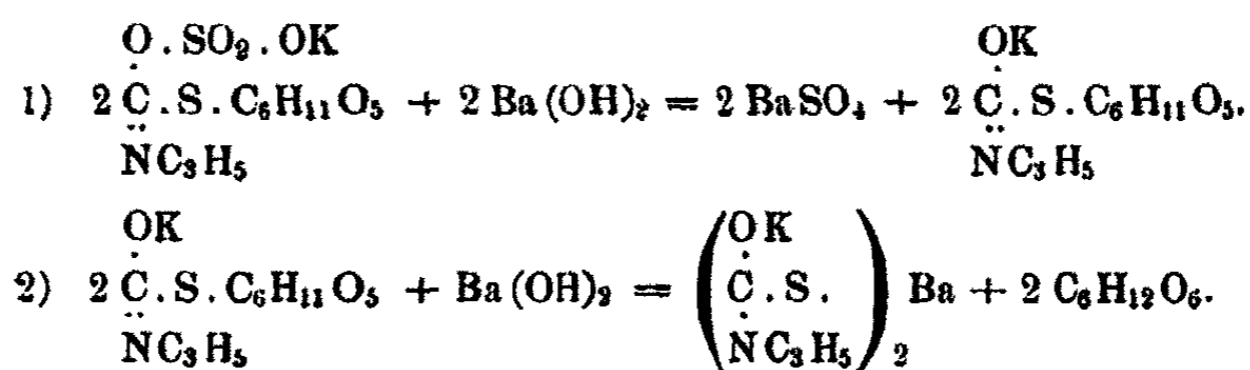 O . SO₂ . OK OK
1) 2 C . S . C₆H₁₁O₅ + 2 Ba (OH)₂ = 2 BaSO₄ + 2 C . S . C₆H₁₁O₅.
NC₃H₅ NC₃H₅
OK OK
2) 2 C . S . C₆H₁₁O₅ + Ba (OH)₂ = ( C . S . )₂ Ba + 2 C₆H₁₂O₆.
NC₃H₅ NC₃H₅